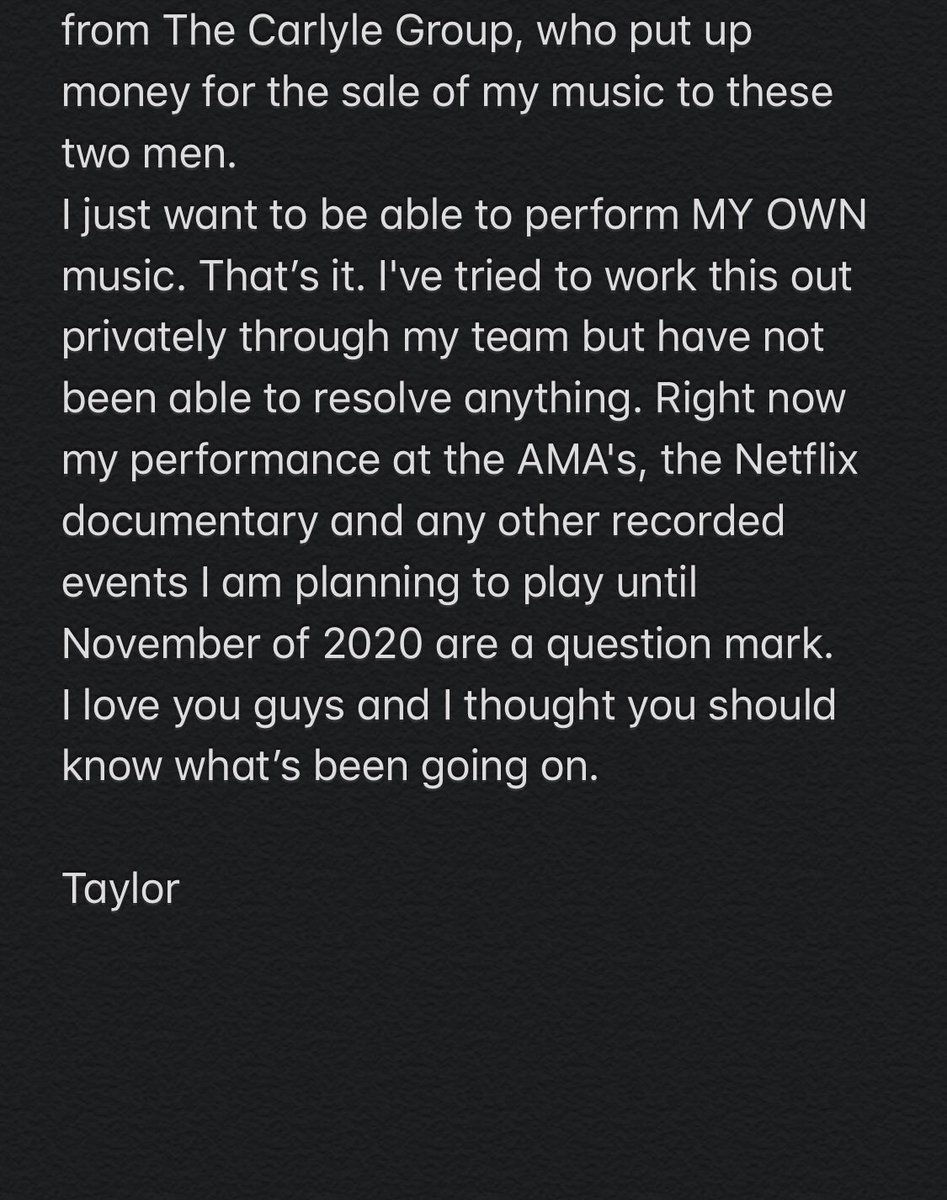 from The Carlyle Group, who put up
money for the sale of my music to these
two men.
I just want to be able to perform MY OWN
music. That’s it. I've tried to work this out
privately through my team but have not
been able to resolve anything. Right now
my performance at the AMA's, the Netflix
documentary and any other recorded
events I am planning to play until
November of 2020 are a question mark.
I love you guys and I thought you should
know what’s been going on.
Taylor